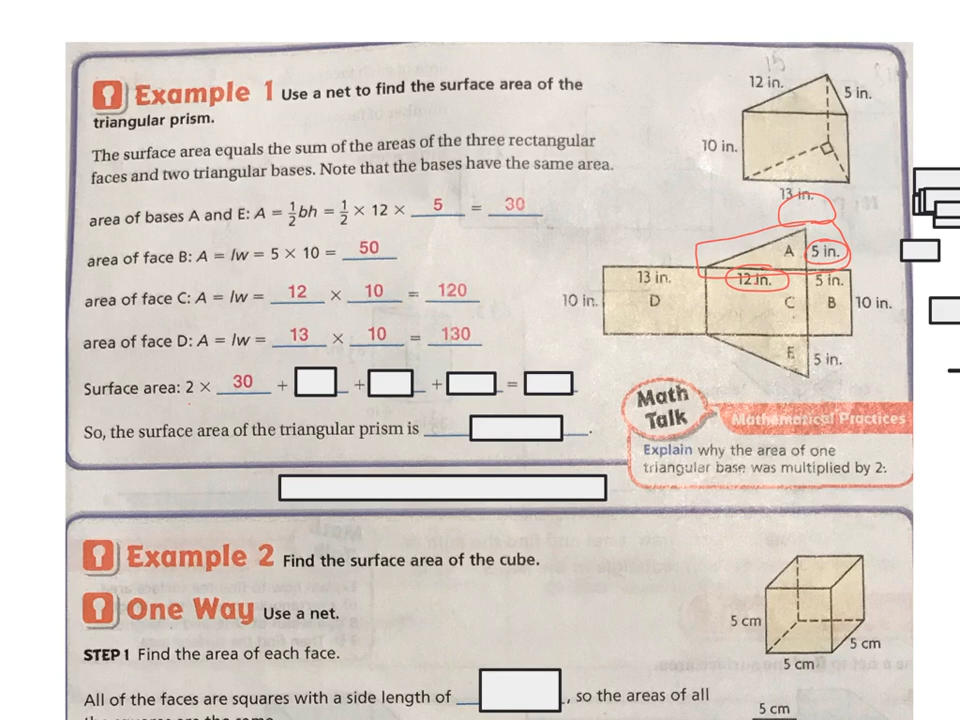 Example 1 Use a net to find the surface area of the
triangular prism.
The surface area equals the sum of the areas of the three rectangular
faces and two triangular bases. Note that the bases have the same area.
area of bases A and E: A = 1/2 bh = 1/2 × 12 × 5 = 30
area of face B: A = lw = 5 × 10 = 50
area of face C: A = lw = 12 × 10 = 120
area of face D: A = lw = 13 × 10 = 130
Surface area: 2 × 30 + + + =
So, the surface area of the triangular prism is .
12 in.
5 in.
10 in.
13 in.
A 5 in.
13 in. 12 in. 5 in.
10 in. D C B 10 in.
E 5 in.
Math
Talk
Mathematical Practices
Explain why the area of one
triangular base was multiplied by 2.
Example 2 Find the surface area of the cube.
One Way Use a net.
STEP 1 Find the area of each face.
All of the faces are squares with a side length of , so the areas of all
5 cm
5 cm
5 cm
5 cm